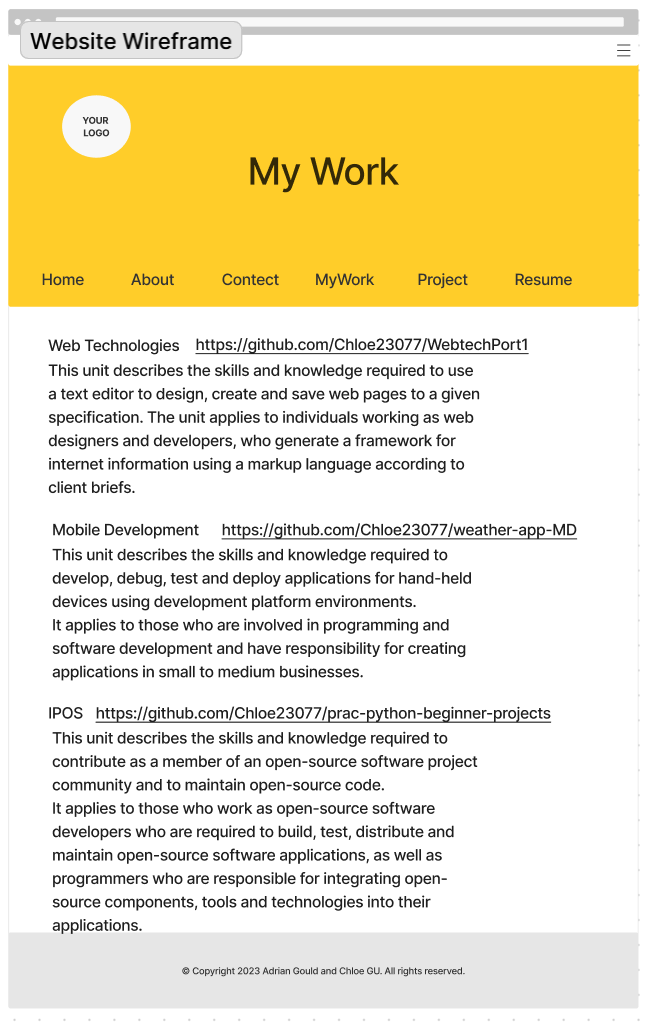 Website Wireframe
YOUR
LOGO
My Work
Home About Contect MyWork Project Resume
Web Technologies https://github.com/Chloe23077/WebtechPort1
This unit describes the skills and knowledge required to use
a text editor to design, create and save web pages to a given
specification. The unit applies to individuals working as web
designers and developers, who generate a framework for
internet information using a markup language according to
client briefs.
Mobile Development https://github.com/Chloe23077/weather-app-MD
This unit describes the skills and knowledge required to
develop, debug, test and deploy applications for hand-held
devices using development platform environments.
It applies to those who are involved in programming and
software development and have responsibility for creating
applications in small to medium businesses.
IPOS https://github.com/Chloe23077/prac-python-beginner-projects
This unit describes the skills and knowledge required to
contribute as a member of an open-source software project
community and to maintain open-source code.
It applies to those who work as open-source software
developers who are required to build, test, distribute and
maintain open-source software applications, as well as
programmers who are responsible for integrating open-
source components, tools and technologies into their
applications.
© Copyright 2023 Adrian Gould and Chloe GU. All rights reserved.